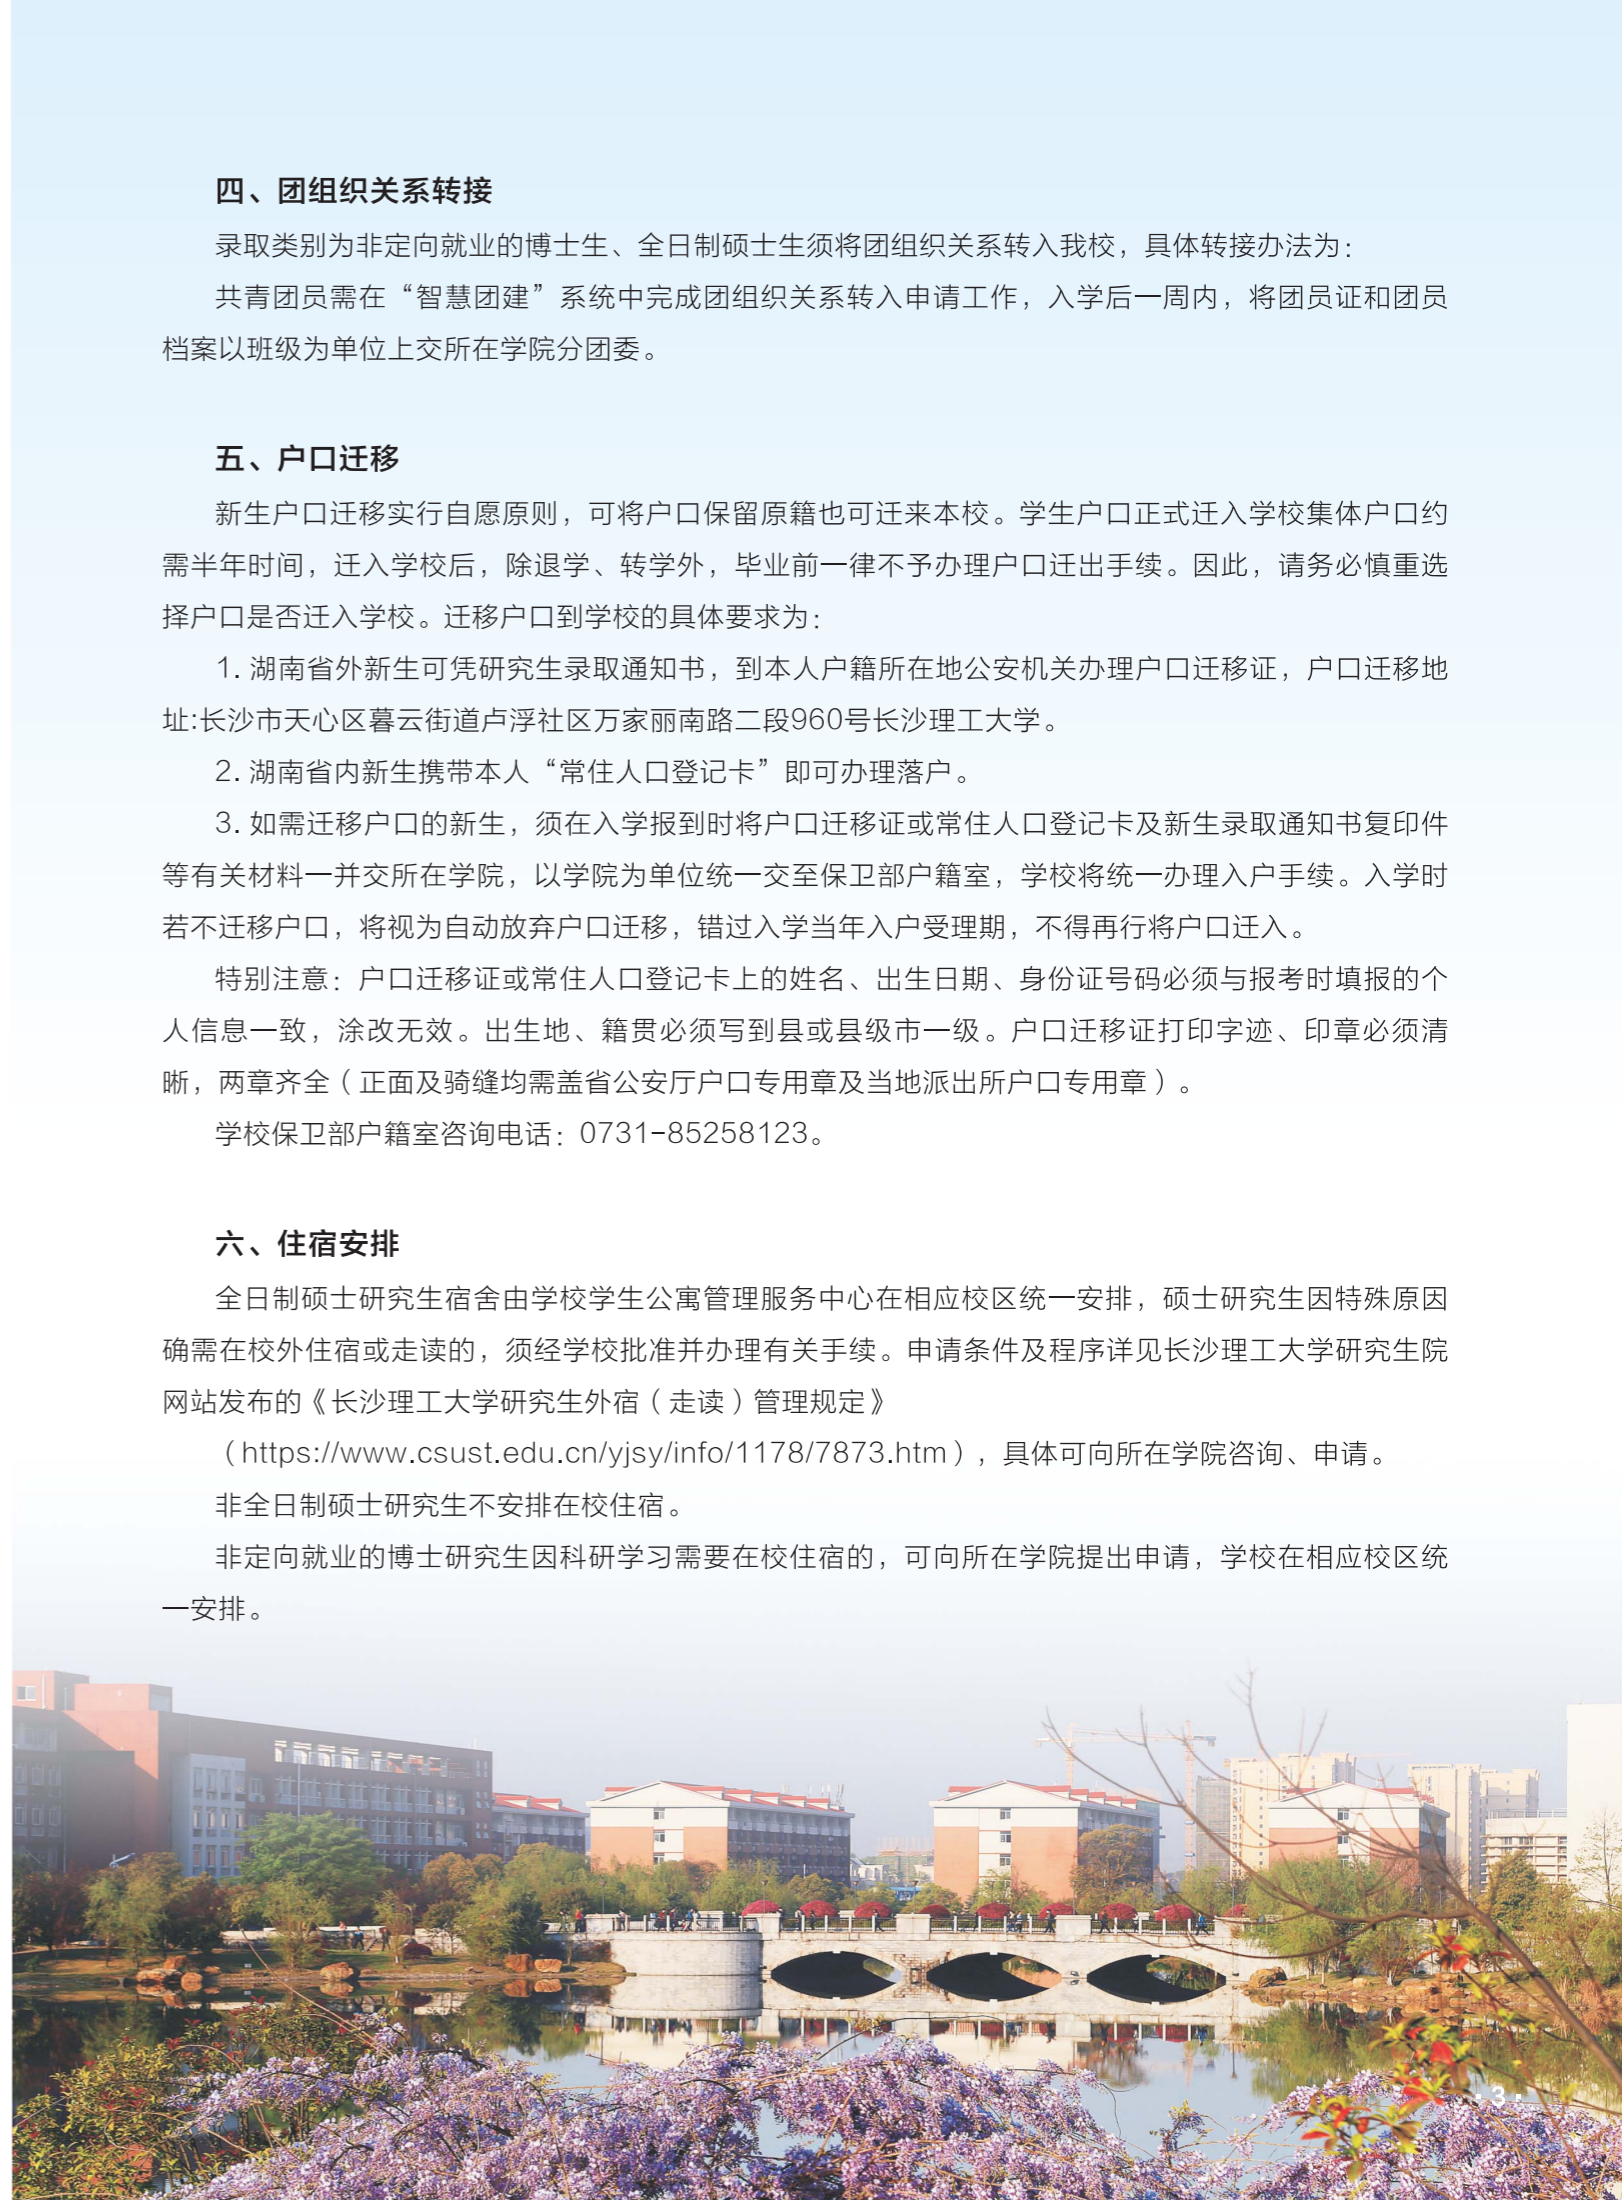 四、团组织关系转接
录取类别为非定向就业的博士生、全日制硕士生须将团组织关系转入我校，具体转接办法为：
共青团员需在“智慧团建”系统中完成团组织关系转入申请工作，入学后一周内，将团员证和团员
档案以班级为单位上交所在学院分团委。
五、户口迁移
新生户口迁移实行自愿原则，可将户口保留原籍也可迁来本校。学生户口正式迁入学校集体户口约
需半年时间，迁入学校后，除退学、转学外，毕业前一律不予办理户口迁出手续。因此，请务必慎重选
择户口是否迁入学校。迁移户口到学校的具体要求为：
1. 湖南省外新生可凭研究生录取通知书，到本人户籍所在地公安机关办理户口迁移证，户口迁移地
址:长沙市天心区暮云街道卢浮社区万家丽南路二段960号长沙理工大学。
2. 湖南省内新生携带本人“常住人口登记卡”即可办理落户。
3. 如需迁移户口的新生，须在入学报到时将户口迁移证或常住人口登记卡及新生录取通知书复印件
等有关材料一并交所在学院，以学院为单位统一交至保卫部户籍室，学校将统一办理入户手续。入学时
若不迁移户口，将视为自动放弃户口迁移，错过入学当年入户受理期，不得再行将户口迁入。
特别注意：户口迁移证或常住人口登记卡上的姓名、出生日期、身份证号码必须与报考时填报的个
人信息一致，涂改无效。出生地、籍贯必须写到县或县级市一级。户口迁移证打印字迹、印章必须清
晰，两章齐全（正面及骑缝均需盖省公安厅户口专用章及当地派出所户口专用章）。
学校保卫部户籍室咨询电话：0731-85258123。
六、住宿安排
全日制硕士研究生宿舍由学校学生公寓管理服务中心在相应校区统一安排，硕士研究生因特殊原因
确需在校外住宿或走读的，须经学校批准并办理有关手续。申请条件及程序详见长沙理工大学研究生院
网站发布的《长沙理工大学研究生外宿（走读）管理规定》
（https://www.csust.edu.cn/yjsy/info/1178/7873.htm），具体可向所在学院咨询、申请。
非全日制硕士研究生不安排在校住宿。
非定向就业的博士研究生因科研学习需要在校住宿的，可向所在学院提出申请，学校在相应校区统
一安排。
· 3 ·